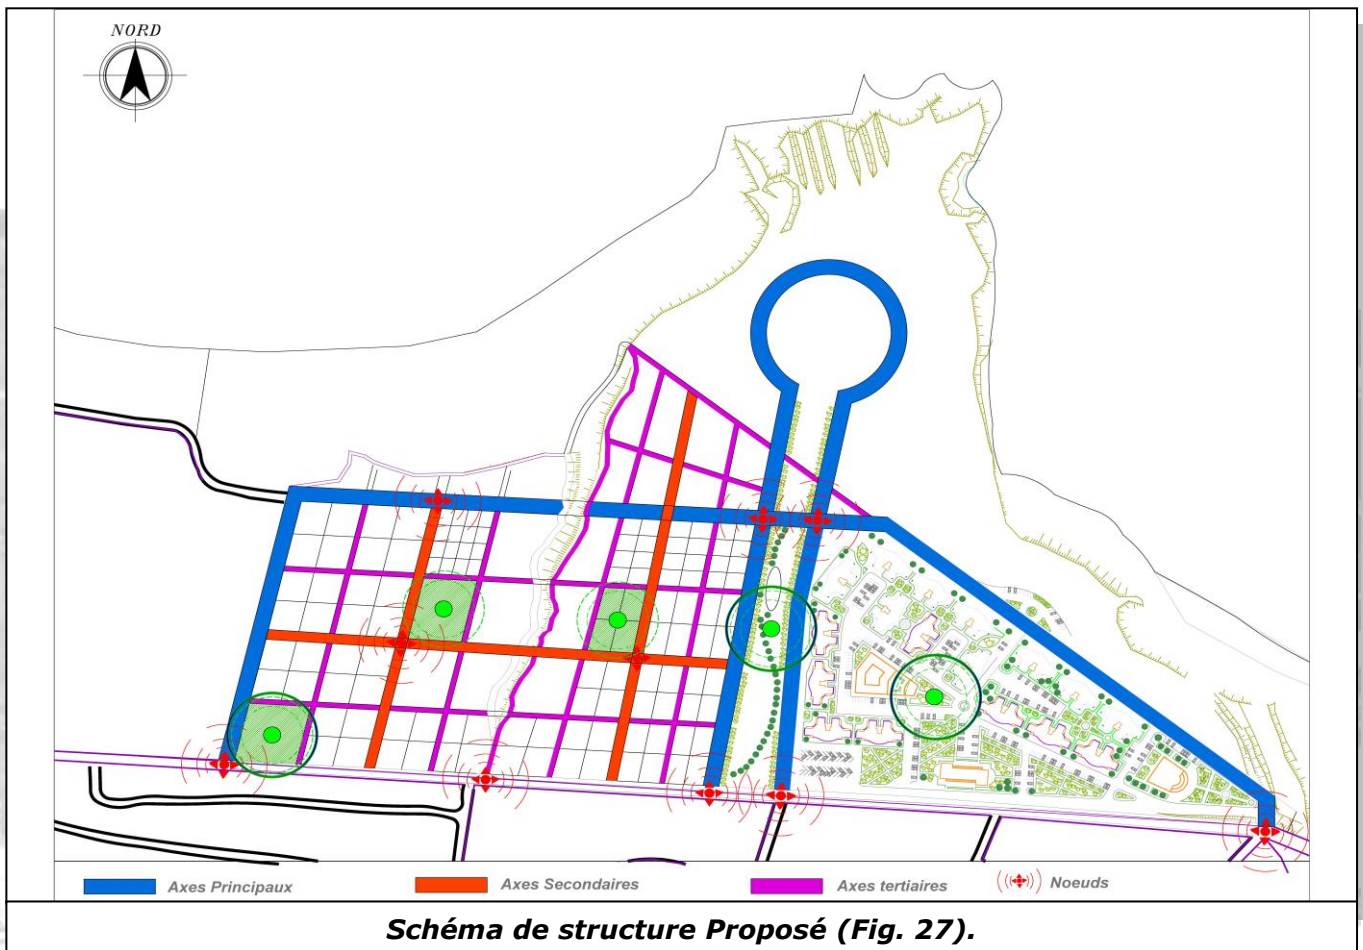 NORD
Axes Principaux
Axes Secondaires
Axes tertiaires
Noeuds
Schéma de structure Proposé (Fig. 27).